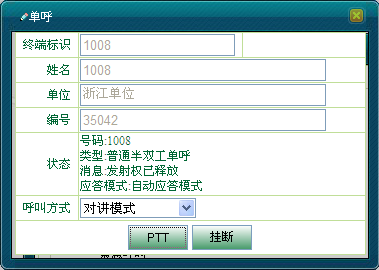 单呼
终端标识 1008
姓名 1008
单位 浙江单位
编号 35042
状态
号码:1008
类型:普通半双工单呼
消息:发射权已释放
应答模式:自动应答模式
呼叫方式 对讲模式
PTT 挂断